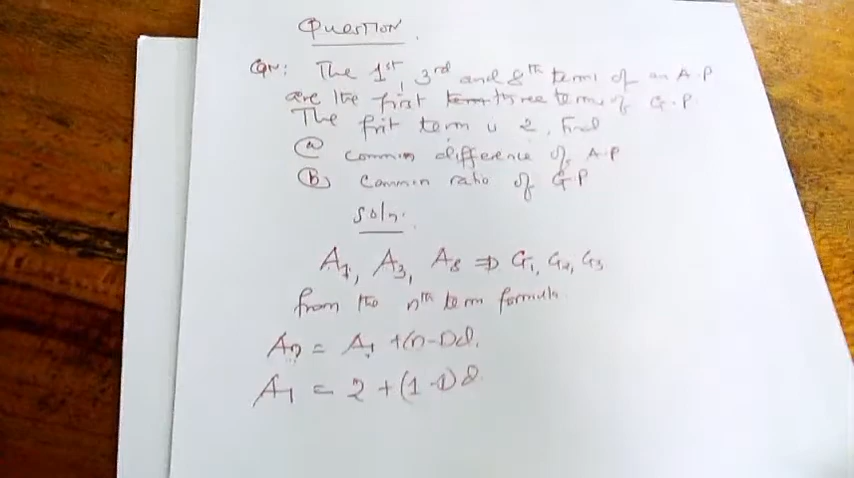 QUESTION.
QN: The 1st, 3rd and 8th terms of an A.P
are the first three terms of G.P.
The first term is 2, Find
(a) common difference of A.P
(b) common ratio of G.P
Soln.
A1, A3, A8 ⇒ G1, G2, G3
from the nth term formula
An = A1 + (n-1)d.
A1 = 2 + (1-1)d